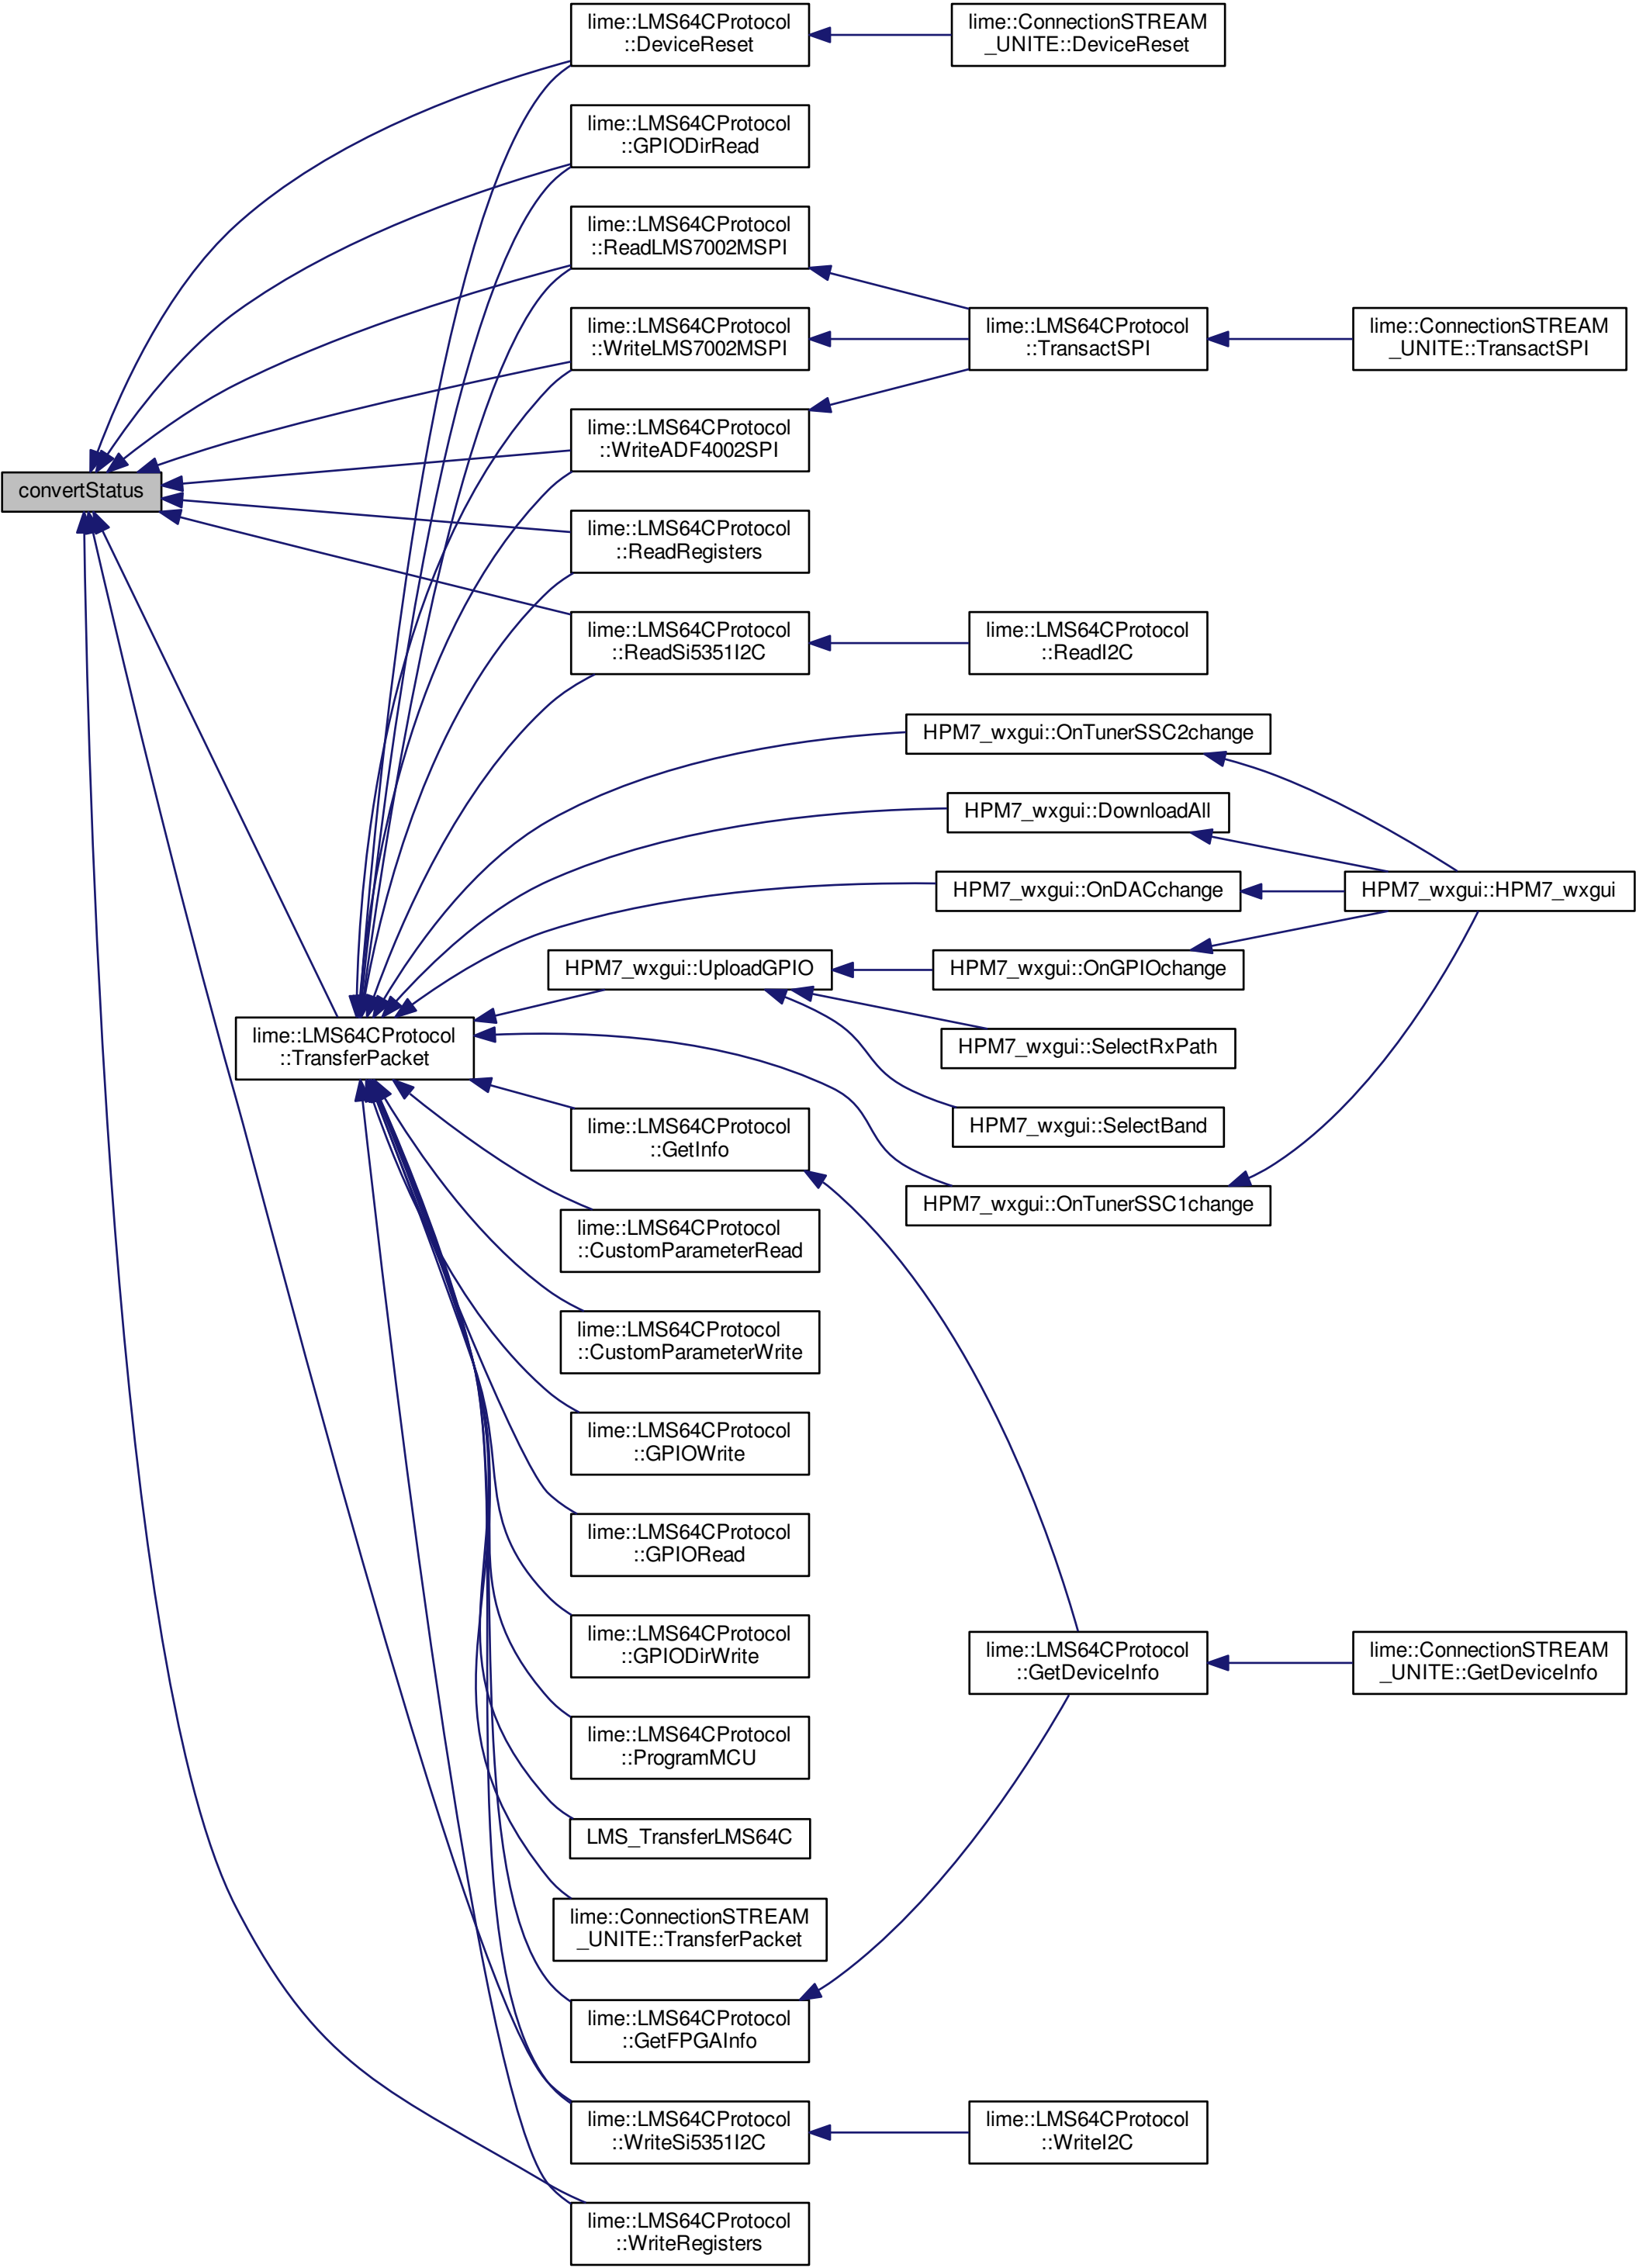 lime::LMS64CProtocol
::DeviceReset
lime::ConnectionSTREAM
_UNITE::DeviceReset
lime::LMS64CProtocol
::GPIODirRead
lime::LMS64CProtocol
::ReadLMS7002MSPI
lime::LMS64CProtocol
::WriteLMS7002MSPI
lime::LMS64CProtocol
::TransactSPI
lime::ConnectionSTREAM
_UNITE::TransactSPI
lime::LMS64CProtocol
::WriteADF4002SPI
convertStatus
lime::LMS64CProtocol
::ReadRegisters
lime::LMS64CProtocol
::ReadSi5351I2C
lime::LMS64CProtocol
::ReadI2C
HPM7_wxgui::OnTunerSSC2change
HPM7_wxgui::DownloadAll
HPM7_wxgui::OnDACchange
HPM7_wxgui::HPM7_wxgui
HPM7_wxgui::UploadGPIO
HPM7_wxgui::OnGPIOchange
lime::LMS64CProtocol
::TransferPacket
HPM7_wxgui::SelectRxPath
HPM7_wxgui::SelectBand
lime::LMS64CProtocol
::GetInfo
HPM7_wxgui::OnTunerSSC1change
lime::LMS64CProtocol
::CustomParameterRead
lime::LMS64CProtocol
::CustomParameterWrite
lime::LMS64CProtocol
::GPIOWrite
lime::LMS64CProtocol
::GPIORead
lime::LMS64CProtocol
::GPIODirWrite
lime::LMS64CProtocol
::GetDeviceInfo
lime::ConnectionSTREAM
_UNITE::GetDeviceInfo
lime::LMS64CProtocol
::ProgramMCU
LMS_TransferLMS64C
lime::ConnectionSTREAM
_UNITE::TransferPacket
lime::LMS64CProtocol
::GetFPGAInfo
lime::LMS64CProtocol
::WriteSi5351I2C
lime::LMS64CProtocol
::WriteI2C
lime::LMS64CProtocol
::WriteRegisters